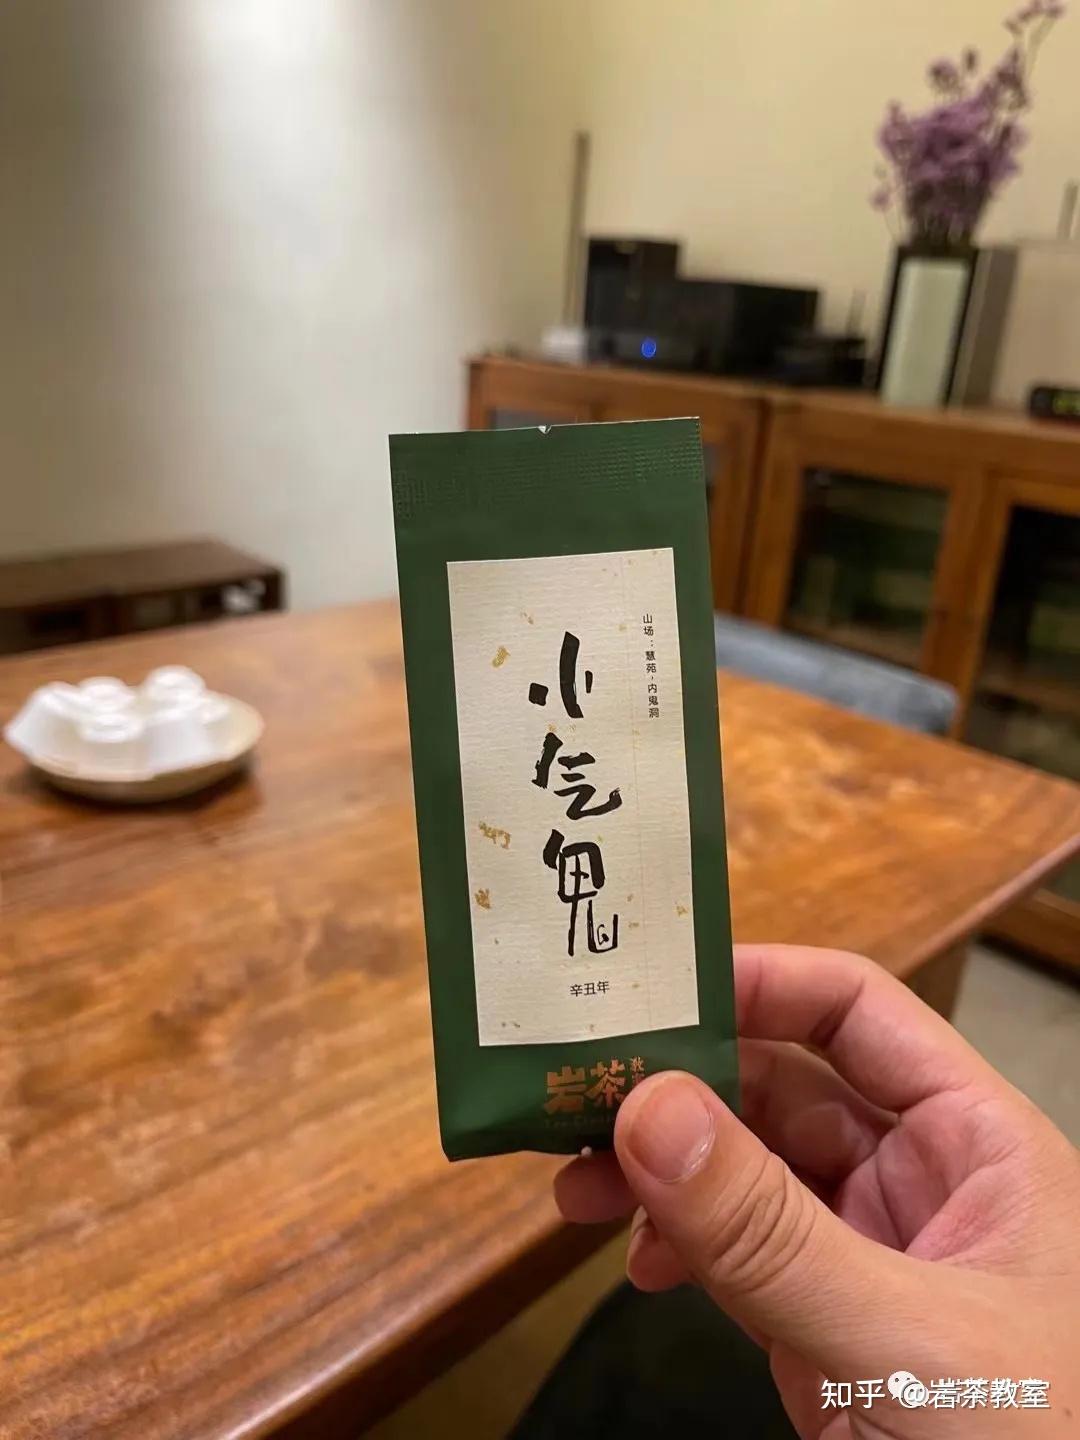 山场：慧苑，内鬼洞
小气鬼
辛丑年
岩茶
知乎 @岩茶教室